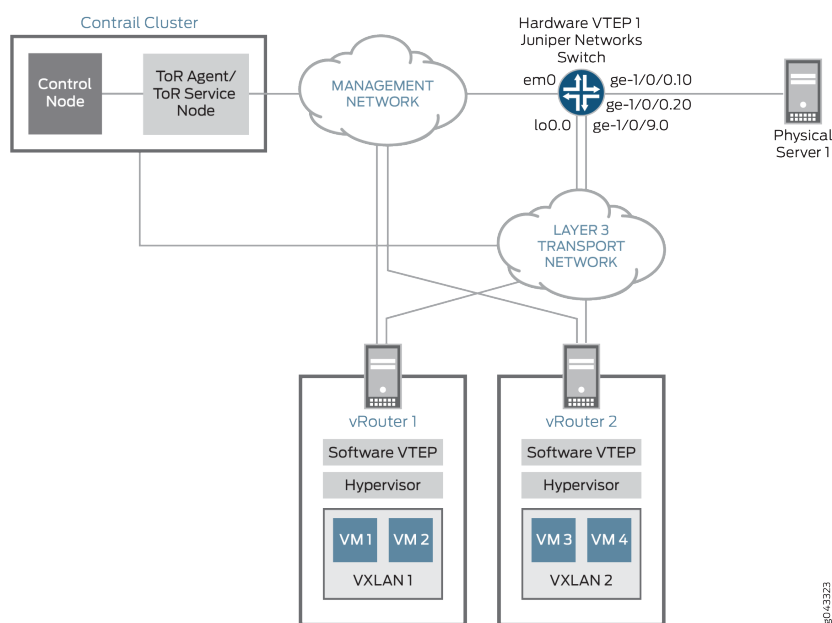 Contrail Cluster
Control
Node
ToR Agent/
ToR Service
Node
MANAGEMENT
NETWORK
Hardware VTEP 1
Juniper Networks
Switch
em0
ge-1/0/0.10
ge-1/0/0.20
lo0.0
ge-1/0/9.0
Physical
Server 1
LAYER 3
TRANSPORT
NETWORK
vRouter 1
Software VTEP
Hypervisor
VM 1
VM 2
VXLAN 1
vRouter 2
Software VTEP
Hypervisor
VM 3
VM 4
VXLAN 2
g043323